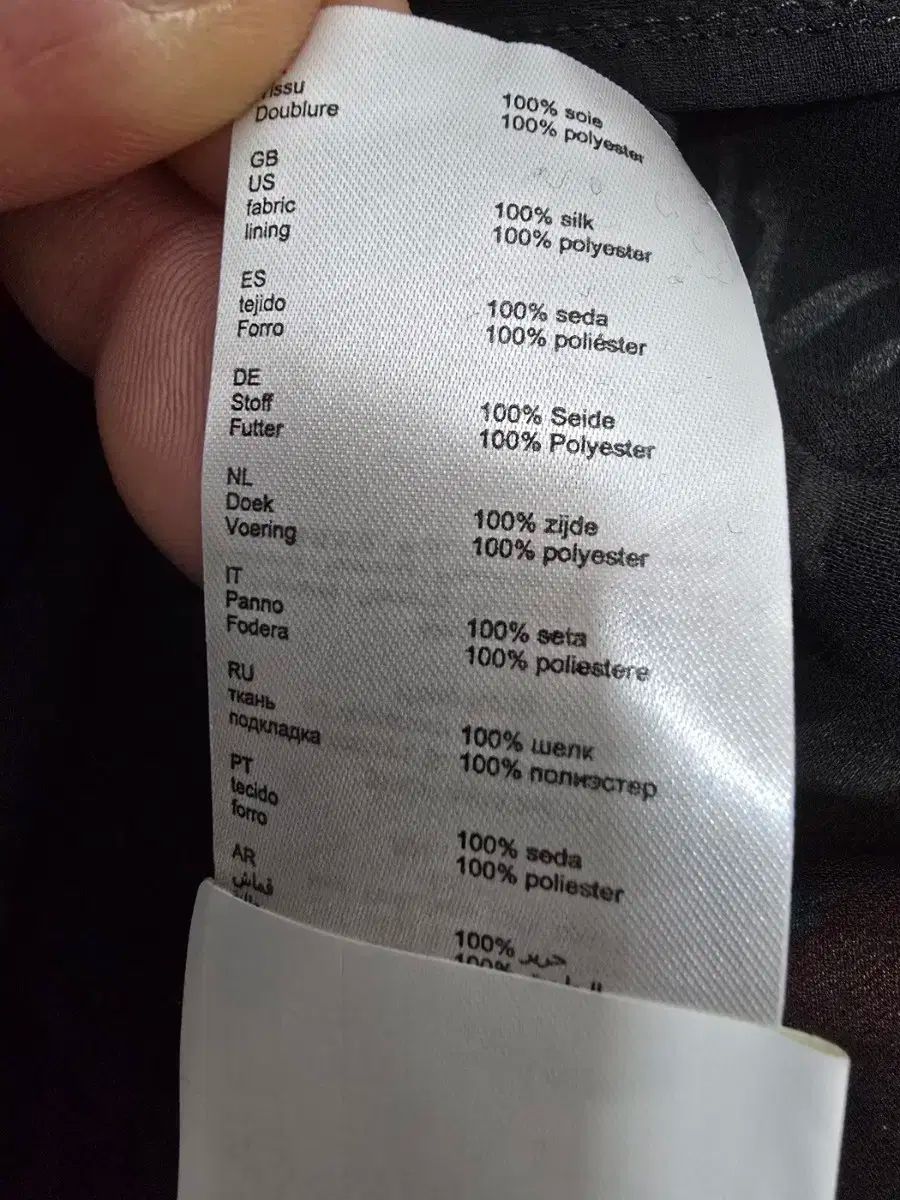 Doublure
100% soie
100% polyester
GB
US
fabric 100% silk
lining 100% polyester
ES
tejido 100% seda
Forro 100% poliéster
DE
Stoff 100% Seide
Futter 100% Polyester
NL
Doek 100% zijde
Voering 100% polyester
IT
Panno 100% seta
Fodera 100% poliestere
RU
ткань 100% шелк
подкладка 100% полиэстер
PT
tecido 100% seda
forro 100% poliester
AR
قماش 100% حرير
100%